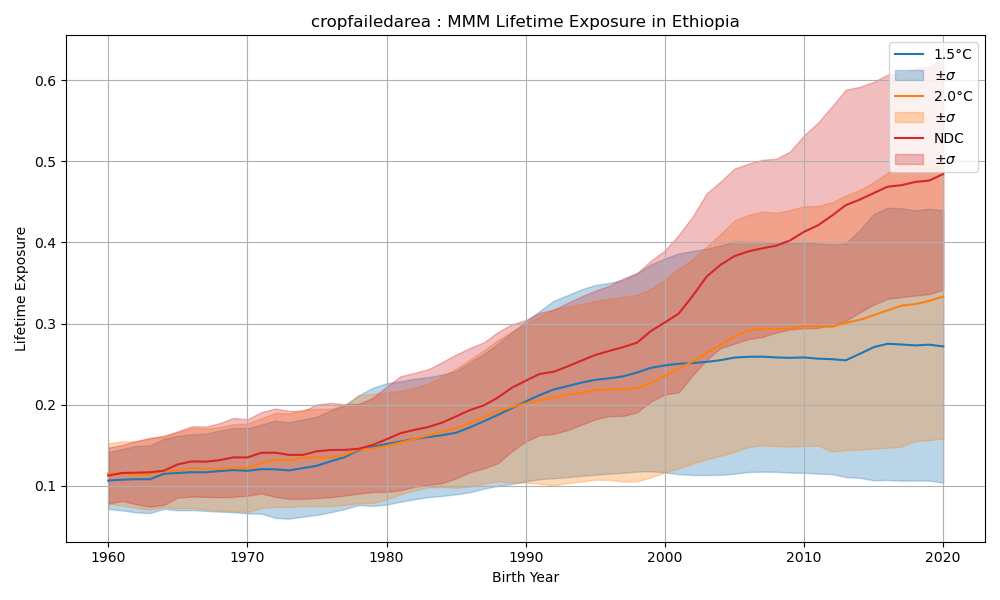 cropfailedarea : MMM Lifetime Exposure in Ethiopia
1.5°C
±σ
2.0°C
±σ
NDC
±σ
0.6
0.5
0.4
0.3
0.2
0.1
Lifetime Exposure
1960 1970 1980 1990 2000 2010 2020
Birth Year